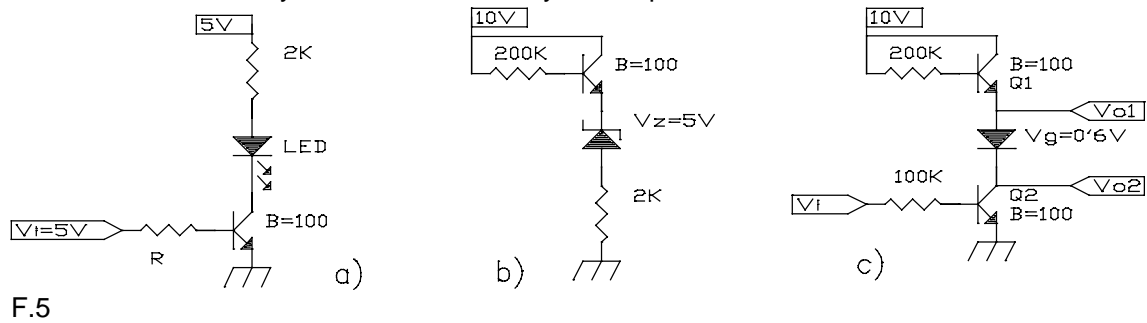 5V
2K
LED
Vi=5V
B=100
R
a)
10V
200K
B=100
Vz=5V
2K
b)
10V
200K
B=100
Q1
Vo1
Vg=0'6V
100K
Vi
Q2
Vo2
B=100
c)
F.5